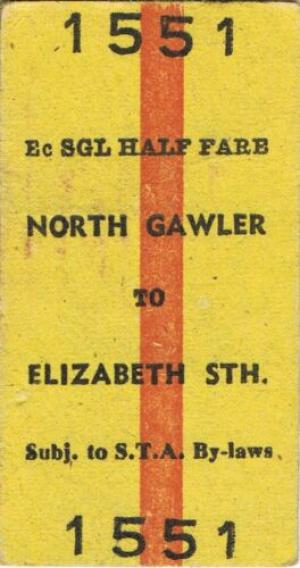 1551
Ec SGL HALF FARE
NORTH GAWLER
TO
ELIZABETH STH.
Subj. to S.T.A. By-laws
1551